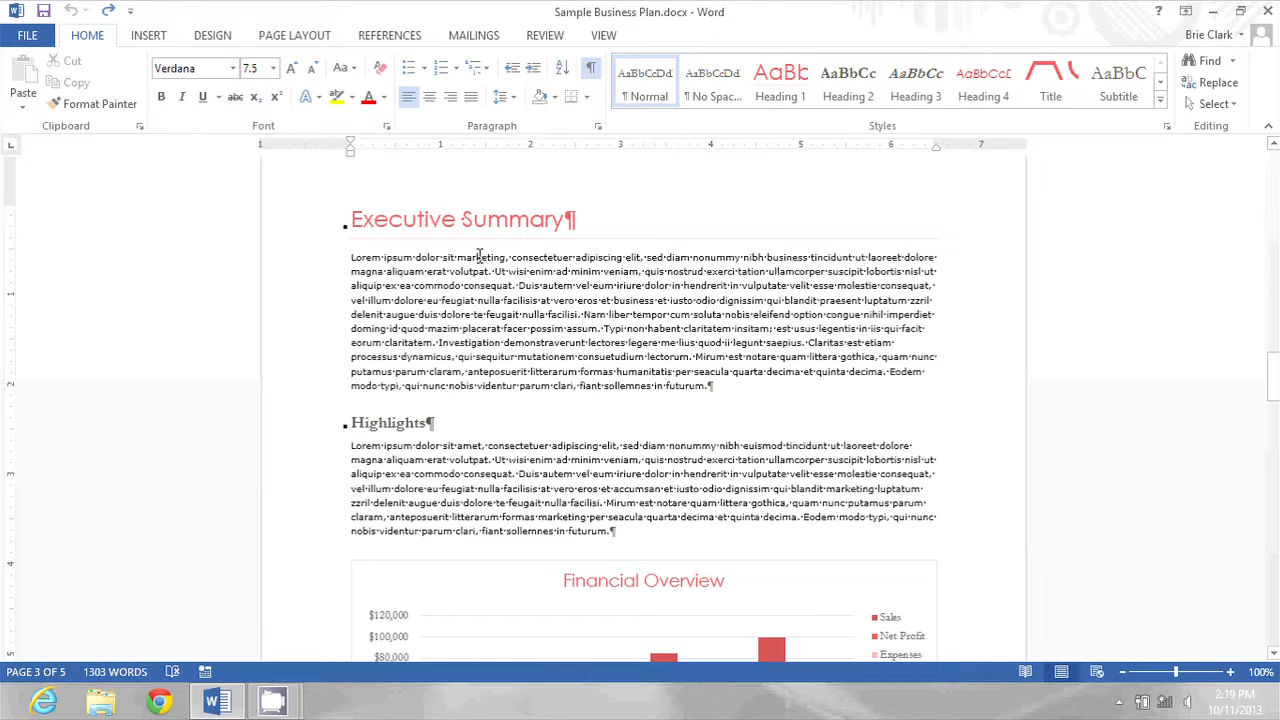 Sample Business Plan.docx - Word
FILE HOME INSERT DESIGN PAGE LAYOUT REFERENCES MAILINGS REVIEW VIEW Brie Clark
Paste
Cut
Copy
Format Painter
Clipboard
Verdana 7.5
Font
Paragraph
AaBbCcDd AaBbCcDd AaBb AaBbCc AaBbCc AaBbCcD AaBbC
¶ Normal ¶ No Spac... Heading 1 Heading 2 Heading 3 Heading 4 Title Subtitle
Styles
Find
Replace
Select
Editing
1 1 2 3 4 5 6 7
Executive Summary¶
Lorem ipsum dolor sit marketing, consectetuer adipiscing elit, sed diam nonummy nibh business tincidunt ut laoreet dolore
magna aliquam erat volutpat. Ut wisi enim ad minim veniam, quis nostrud exerci tation ullamcorper suscipit lobortis nisl ut
aliquip ex ea commodo consequat. Duis autem vel eum iriure dolor in hendrerit in vulputate velit esse molestie consequat,
vel illum dolore eu feugiat nulla facilisis at vero eros et business et iusto odio dignissim qui blandit praesent luptatum zzril
delenit augue duis dolore te feugait nulla facilisi. Nam liber tempor cum soluta nobis eleifend option congue nihil imperdiet
doming id quod mazim placerat facer possim assum. Typi non habent claritatem insitam; est usus legentis in iis qui facit
eorum claritatem. Investigation demonstraverunt lectores legere me lius quod ii legunt saepius. Claritas est etiam
processus dynamicus, qui sequitur mutationem consuetudium lectorum. Mirum est notare quam littera gothica, quam nunc
putamus parum claram, anteposuerit litterarum formas humanitatis per seacula quarta decima et quinta decima. Eodem
modo typi, qui nunc nobis videntur parum clari, fiant sollemnes in futurum.¶
Highlights¶
Lorem ipsum dolor sit amet, consectetuer adipiscing elit, sed diam nonummy nibh euismod tincidunt ut laoreet dolore
magna aliquam erat volutpat. Ut wisi enim ad minim veniam, quis nostrud exerci tation ullamcorper suscipit lobortis nisl ut
aliquip ex ea commodo consequat. Duis autem vel eum iriure dolor in hendrerit in vulputate velit esse molestie consequat,
vel illum dolore eu feugiat nulla facilisis at vero eros et accumsan et iusto odio dignissim qui blandit marketing luptatum
zzril delenit augue duis dolore te feugait nulla facilisi. Mirum est notare quam littera gothica, quam nunc putamus parum
claram, anteposuerit litterarum formas marketing per seacula quarta decima et quinta decima. Eodem modo typi, qui nunc
nobis videntur parum clari, fiant sollemnes in futurum.¶
Financial Overview
$120,000
$100,000
$80,000
Sales
Net Profit
Expenses
PAGE 3 OF 5 1303 WORDS 100%
2:19 PM
10/11/2013